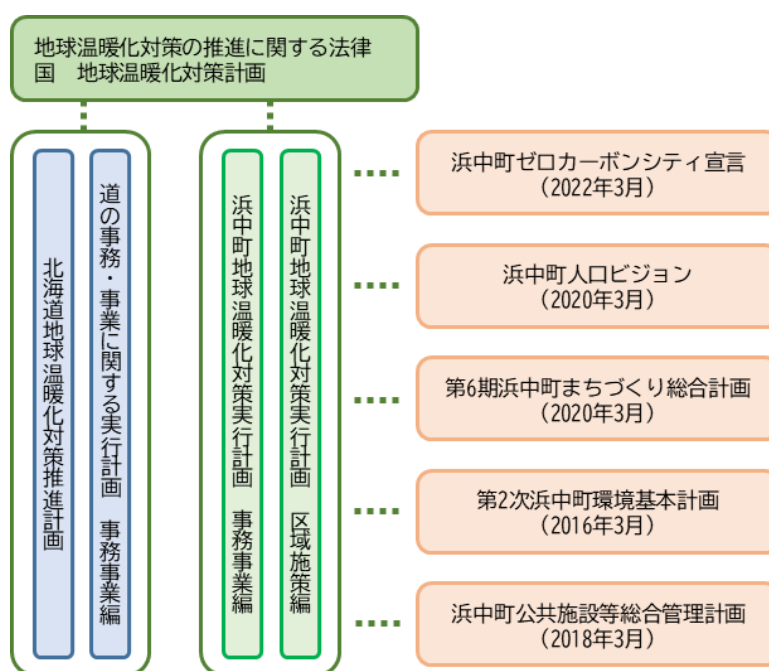 地球温暖化対策の推進に関する法律
国　地球温暖化対策計画
北海道地球温暖化対策推進計画
道の事務・事業に関する実行計画　事務事業編
浜中町地球温暖化対策実行計画　事務事業編
浜中町地球温暖化対策実行計画　区域施策編
浜中町ゼロカーボンシティ宣言
（2022年3月）
浜中町人口ビジョン
（2020年3月）
第6期浜中町まちづくり総合計画
（2020年3月）
第2次浜中町環境基本計画
（2016年3月）
浜中町公共施設等総合管理計画
（2018年3月）